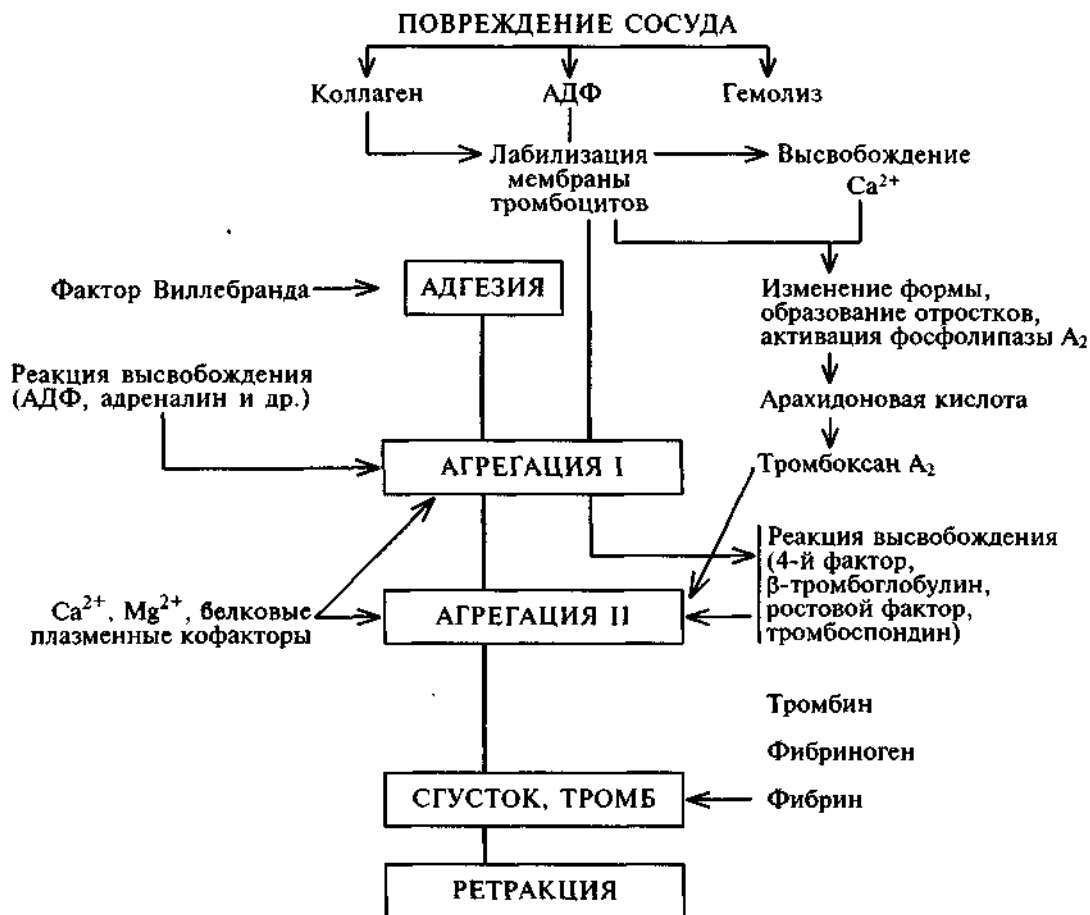 ПОВРЕЖДЕНИЕ СОСУДА
Коллаген
АДФ
Гемолиз
Лабилизация
мембраны
тромбоцитов
Высвобождение
Ca²⁺
Фактор Виллебранда
АДГЕЗИЯ
Изменение формы,
образование отростков,
активация фосфолипазы А₂
Реакция высвобождения
(АДФ, адреналин и др.)
Арахидоновая кислота
АГРЕГАЦИЯ I
Тромбоксан А₂
Реакция высвобождения
(4-й фактор,
β-тромбоглобулин,
ростовой фактор,
тромбоспондин)
Ca²⁺, Mg²⁺, белковые
плазменные кофакторы
АГРЕГАЦИЯ II
Тромбин
Фибриноген
СГУСТОК, ТРОМБ
Фибрин
РЕТРАКЦИЯ